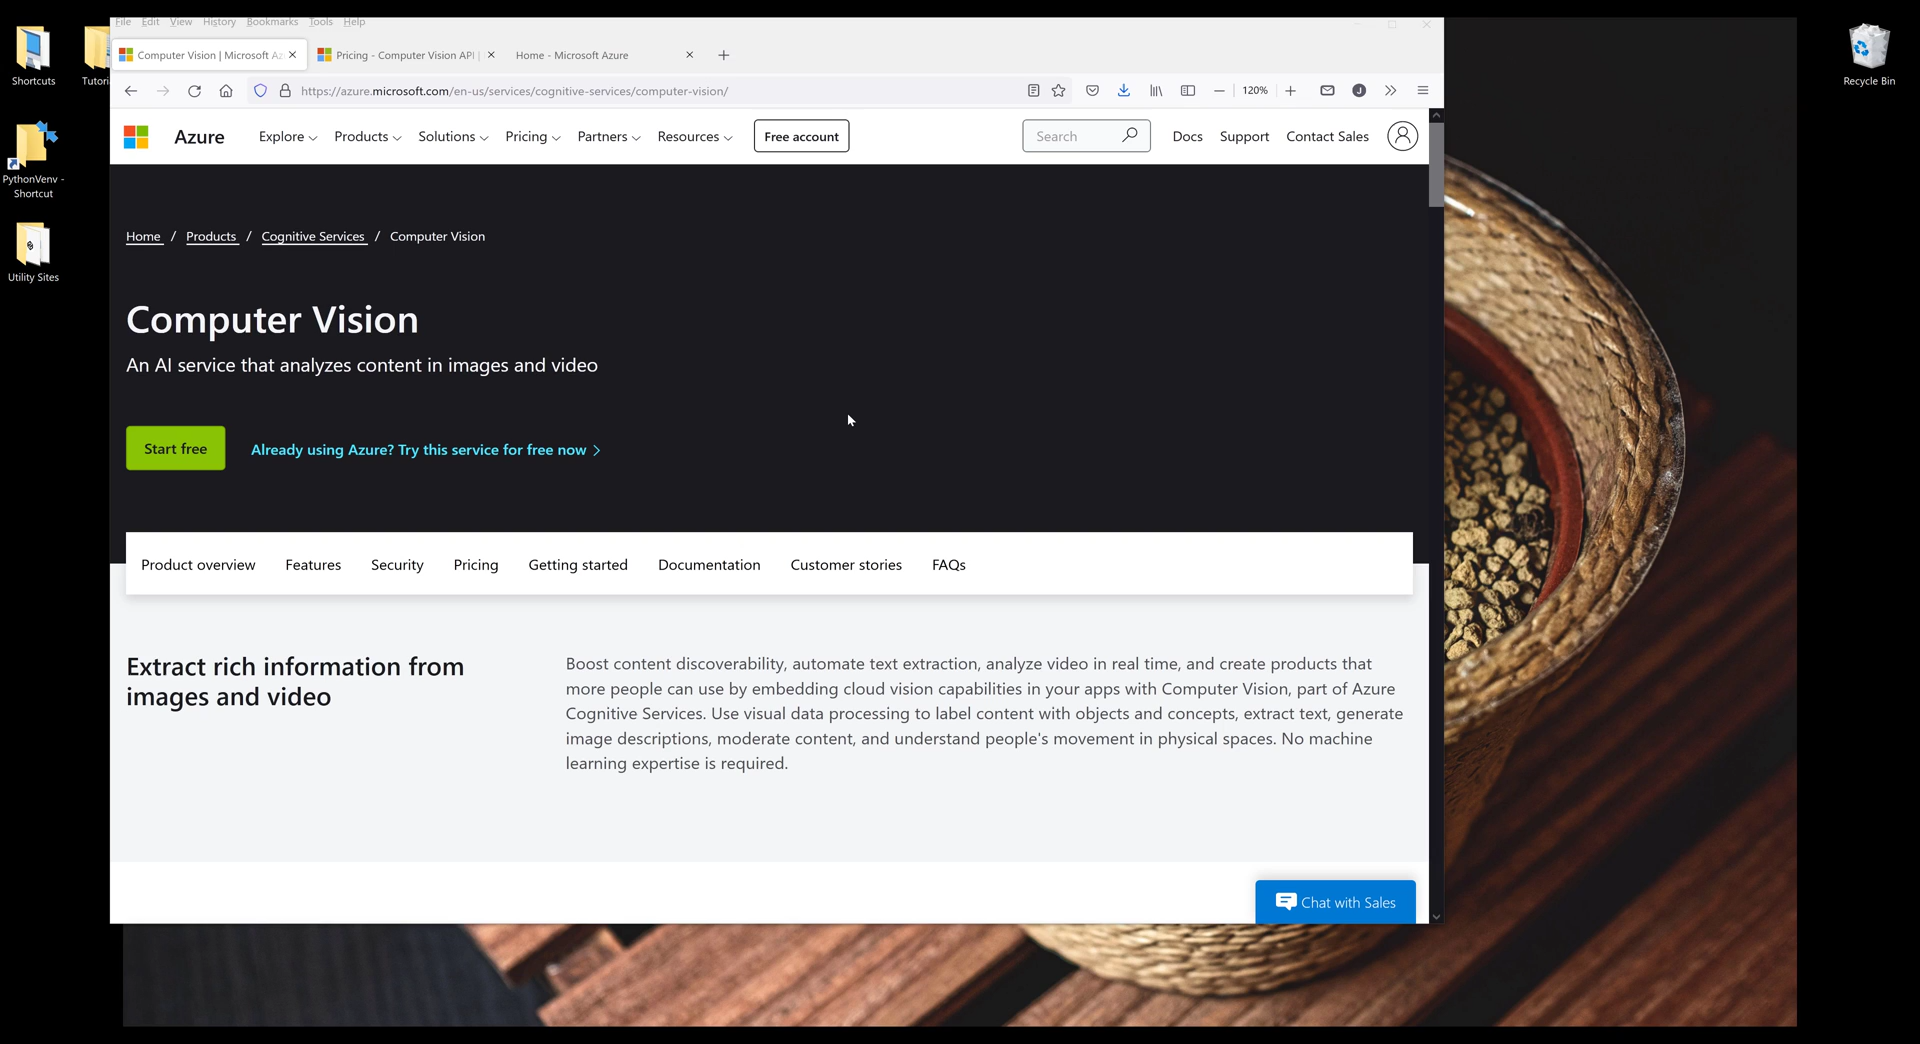 File Edit View History Bookmarks Tools Help
Shortcuts
Computer Vision | Microsoft Az
Pricing - Computer Vision API |
Home - Microsoft Azure
https://azure.microsoft.com/en-us/services/cognitive-services/computer-vision/
120%
J
Recycle Bin
Azure
Explore
Products
Solutions
Pricing
Partners
Resources
Free account
Search
Docs
Support
Contact Sales
PythonVenv -
Shortcut
Utility Sites
Home / Products / Cognitive Services / Computer Vision
Computer Vision
An AI service that analyzes content in images and video
Start free
Already using Azure? Try this service for free now
Product overview
Features
Security
Pricing
Getting started
Documentation
Customer stories
FAQs
Extract rich information from
images and video
Boost content discoverability, automate text extraction, analyze video in real time, and create products that
more people can use by embedding cloud vision capabilities in your apps with Computer Vision, part of Azure
Cognitive Services. Use visual data processing to label content with objects and concepts, extract text, generate
image descriptions, moderate content, and understand people's movement in physical spaces. No machine
learning expertise is required.
Chat with Sales